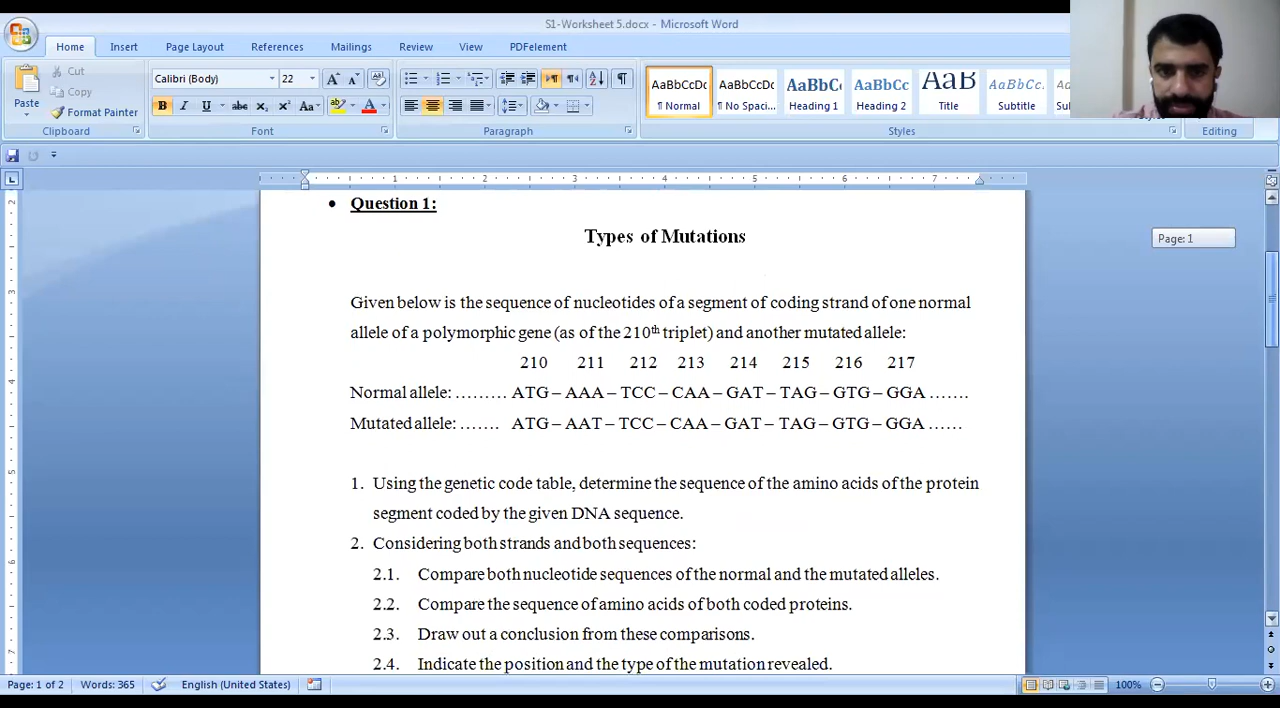 S1-Worksheet 5.docx - Microsoft Word
Home Insert Page Layout References Mailings Review View PDFelement
Cut
Copy
Paste
Format Painter
Calibri (Body) 22
AaBbCcDc AaBbCcDc AaBbC AaBbCc AaB AaBbCc.
¶ Normal ¶ No Spaci... Heading 1 Heading 2 Title Subtitle
Clipboard Font Paragraph Styles Editing
1 2 3 4 5 6 7
• Question 1:
Types of Mutations
Page: 1
Given below is the sequence of nucleotides of a segment of coding strand of one normal
allele of a polymorphic gene (as of the 210th triplet) and another mutated allele:
210 211 212 213 214 215 216 217
Normal allele: ……… ATG – AAA – TCC – CAA – GAT – TAG – GTG – GGA …….
Mutated allele: ……. ATG – AAT – TCC – CAA – GAT – TAG – GTG – GGA ……
1. Using the genetic code table, determine the sequence of the amino acids of the protein
segment coded by the given DNA sequence.
2. Considering both strands and both sequences:
2.1. Compare both nucleotide sequences of the normal and the mutated alleles.
2.2. Compare the sequence of amino acids of both coded proteins.
2.3. Draw out a conclusion from these comparisons.
2.4. Indicate the position and the type of the mutation revealed.
Page: 1 of 2 Words: 365 English (United States) 100%